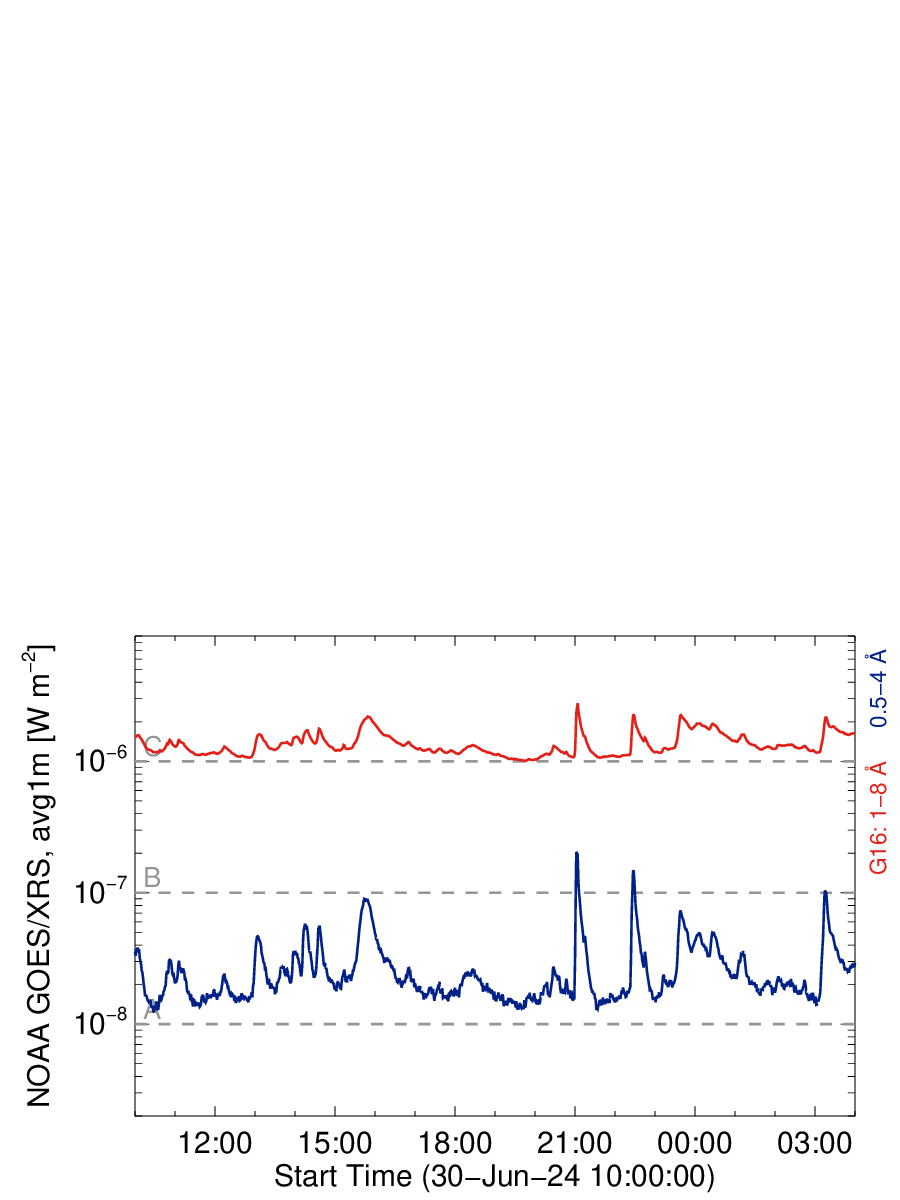 NOAA GOES/XRS, avg1m [W m−2]
10−6
10−7
10−8
C
B
A
0.5−4 Å
G16: 1−8 Å
12:00 15:00 18:00 21:00 00:00 03:00
Start Time (30−Jun−24 10:00:00)